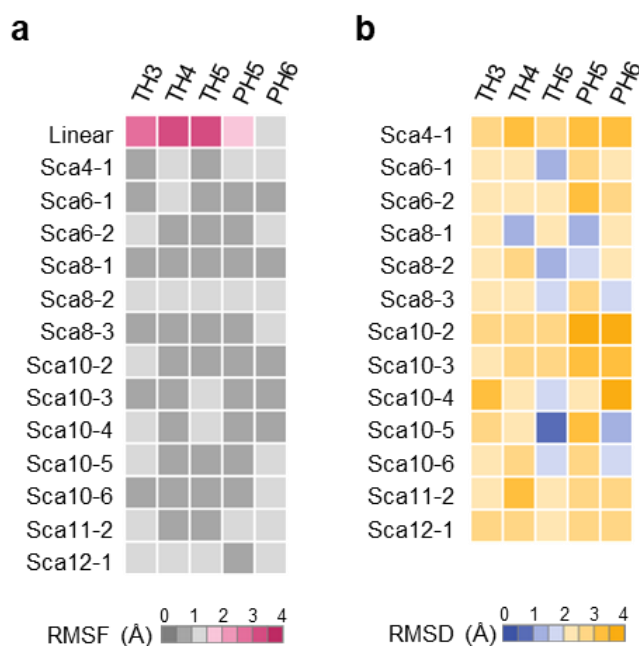 a
TH3 TH4 TH5 PH5 PH6
Linear
Sca4-1
Sca6-1
Sca6-2
Sca8-1
Sca8-2
Sca8-3
Sca10-2
Sca10-3
Sca10-4
Sca10-5
Sca10-6
Sca11-2
Sca12-1
RMSF (Å) 0 1 2 3 4
b
TH3 TH4 TH5 PH5 PH6
Sca4-1
Sca6-1
Sca6-2
Sca8-1
Sca8-2
Sca8-3
Sca10-2
Sca10-3
Sca10-4
Sca10-5
Sca10-6
Sca11-2
Sca12-1
RMSD (Å) 0 1 2 3 4